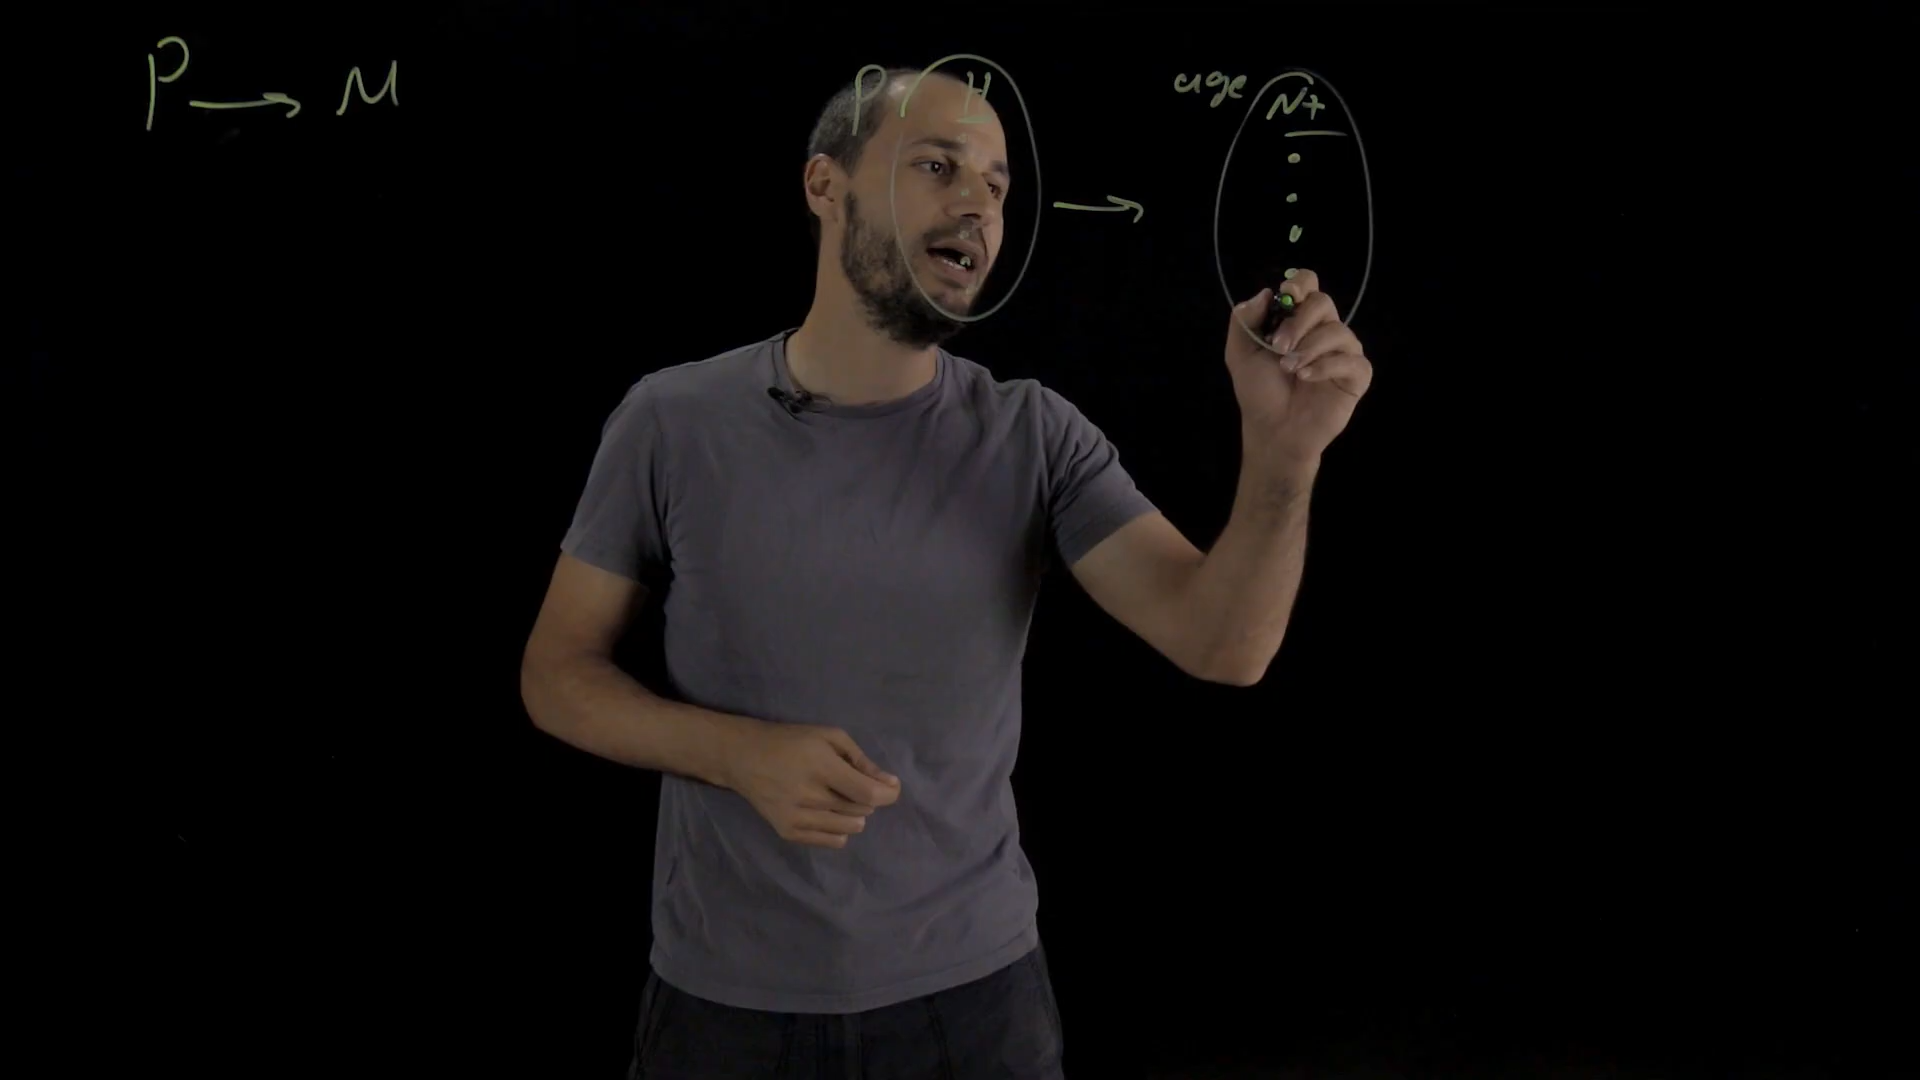 P → M
P H → age N+